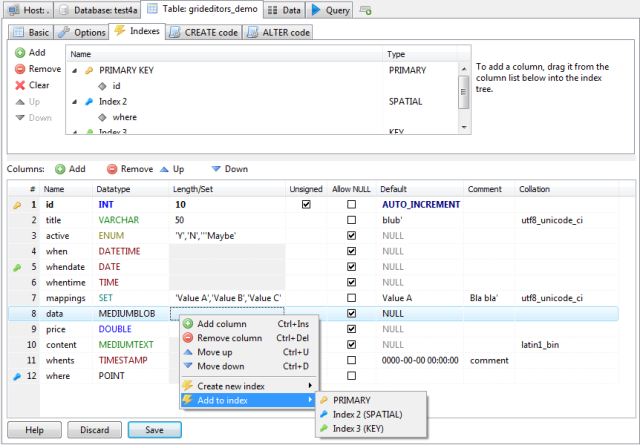 Host: . Database: test4a Table: grideditors_demo Data Query
Basic Options Indexes CREATE code ALTER code
Add
Remove
Clear
Up
Down
Name Type
PRIMARY KEY PRIMARY
id
Index 2 SPATIAL
where
Index 3 KEY
To add a column, drag it from the
column list below into the index
tree.
Columns: Add Remove Up Down
# Name Datatype Length/Set Unsigned Allow NULL Default Comment Collation
1 id INT 10 AUTO_INCREMENT
2 title VARCHAR 50 blub' utf8_unicode_ci
3 active ENUM 'Y','N','''Maybe' NULL
4 when DATETIME NULL
5 whendate DATE NULL
6 whentime TIME NULL
7 mappings SET 'Value A','Value B','Value C' Value A Bla bla' utf8_unicode_ci
8 data MEDIUMBLOB NULL
9 price DOUBLE NULL
10 content MEDIUMTEXT NULL latin1_bin
11 whents TIMESTAMP 0000-00-00 00:00:00 comment
12 where POINT
Add column Ctrl+Ins
Remove column Ctrl+Del
Move up Ctrl+U
Move down Ctrl+D
Create new index
Add to index
PRIMARY
Index 2 (SPATIAL)
Index 3 (KEY)
Help Discard Save